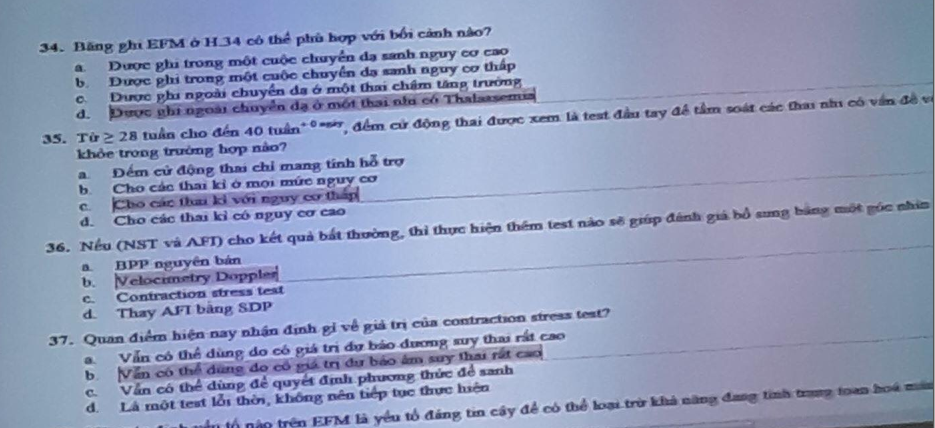 34. Băng ghi EFM ở H.34 có thể phù hợp với bối cảnh nào?
a. Được ghi trong một cuộc chuyển dạ sanh nguy cơ cao
b. Được ghi trong một cuộc chuyển dạ sanh nguy cơ thấp
c. Được ghi ngoài chuyển dạ ở một thai chậm tăng trưởng
d. Được ghi ngoài chuyển dạ ở một thai nhi có Thalassemia
35. Từ ≥ 28 tuần cho đến 40 tuần+0 ngày, đếm cử động thai được xem là test đầu tay để tầm soát các thai nhi có vấn đề về
khỏe trong trường hợp nào?
a. Đếm cử động thai chỉ mang tính hỗ trợ
b. Cho các thai kì ở mọi mức nguy cơ
c. Cho các thai kì với nguy cơ thấp
d. Cho các thai kì có nguy cơ cao
36. Nếu (NST và AFI) cho kết quả bất thường, thì thực hiện thêm test nào sẽ giúp đánh giá bổ sung bằng một góc nhìn
a. BPP nguyên bản
b. Velocimetry Doppler
c. Contraction stress test
d. Thay AFI bằng SDP
37. Quan điểm hiện nay nhận định gì về giá trị của contraction stress test?
a. Vẫn có thể dùng do có giá trị dự báo dương suy thai rất cao
b. Vẫn có thể dùng do có giá trị dự báo âm suy thai rất cao
c. Vẫn có thể dùng để quyết định phương thức để sanh
d. Là một test lỗi thời, không nên tiếp tục thực hiện
tố nào trên EFM là yếu tố đáng tin cậy để có thể loại trừ khả năng đang tình trạng toan hoá